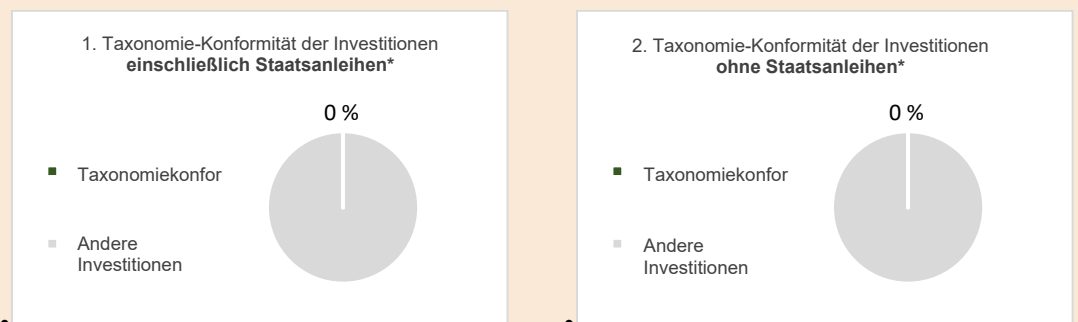 1. Taxonomie-Konformität der Investitionen
einschließlich Staatsanleihen*
0 %
Taxonomiekonfor
Andere
Investitionen
2. Taxonomie-Konformität der Investitionen
ohne Staatsanleihen*
0 %
Taxonomiekonfor
Andere
Investitionen